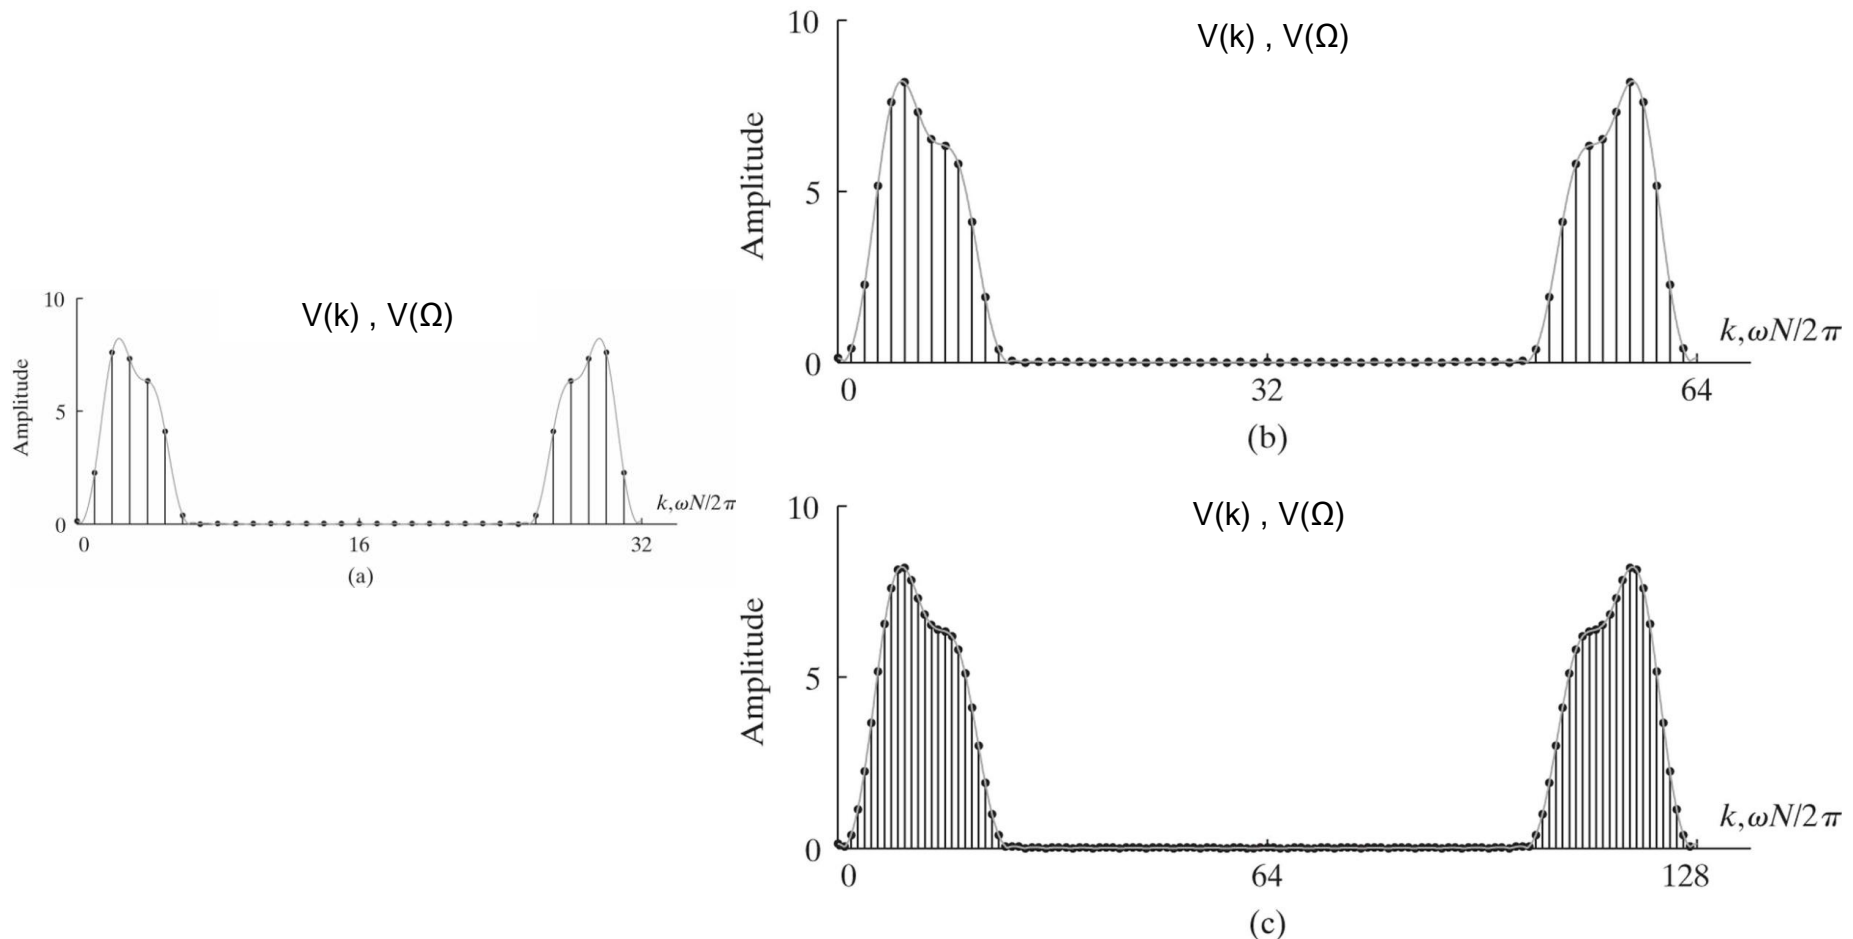 10
V(k) , V(Ω)
Amplitude
5
0
k,ωN/2π
0 16 32
(a)
10
V(k) , V(Ω)
Amplitude
5
0
k,ωN/2π
0 32 64
(b)
10
V(k) , V(Ω)
Amplitude
5
0
k,ωN/2π
0 64 128
(c)